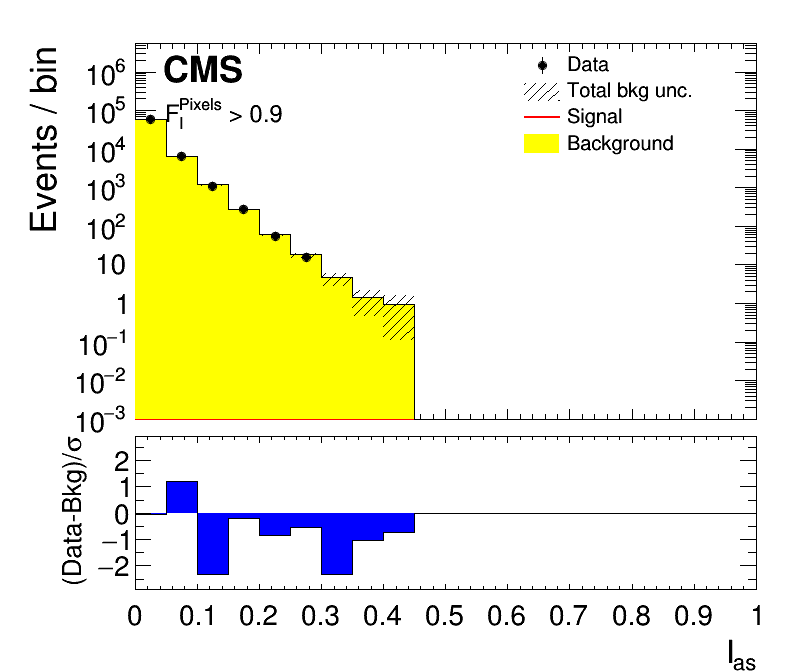 Events / bin
CMS
F_l^Pixels > 0.9
Data
Total bkg unc.
Signal
Background
10^6
10^5
10^4
10^3
10^2
10
1
10^−1
10^−2
10^−3
(Data-Bkg)/σ
2
1
0
−1
−2
0 0.1 0.2 0.3 0.4 0.5 0.6 0.7 0.8 0.9 1
I_as